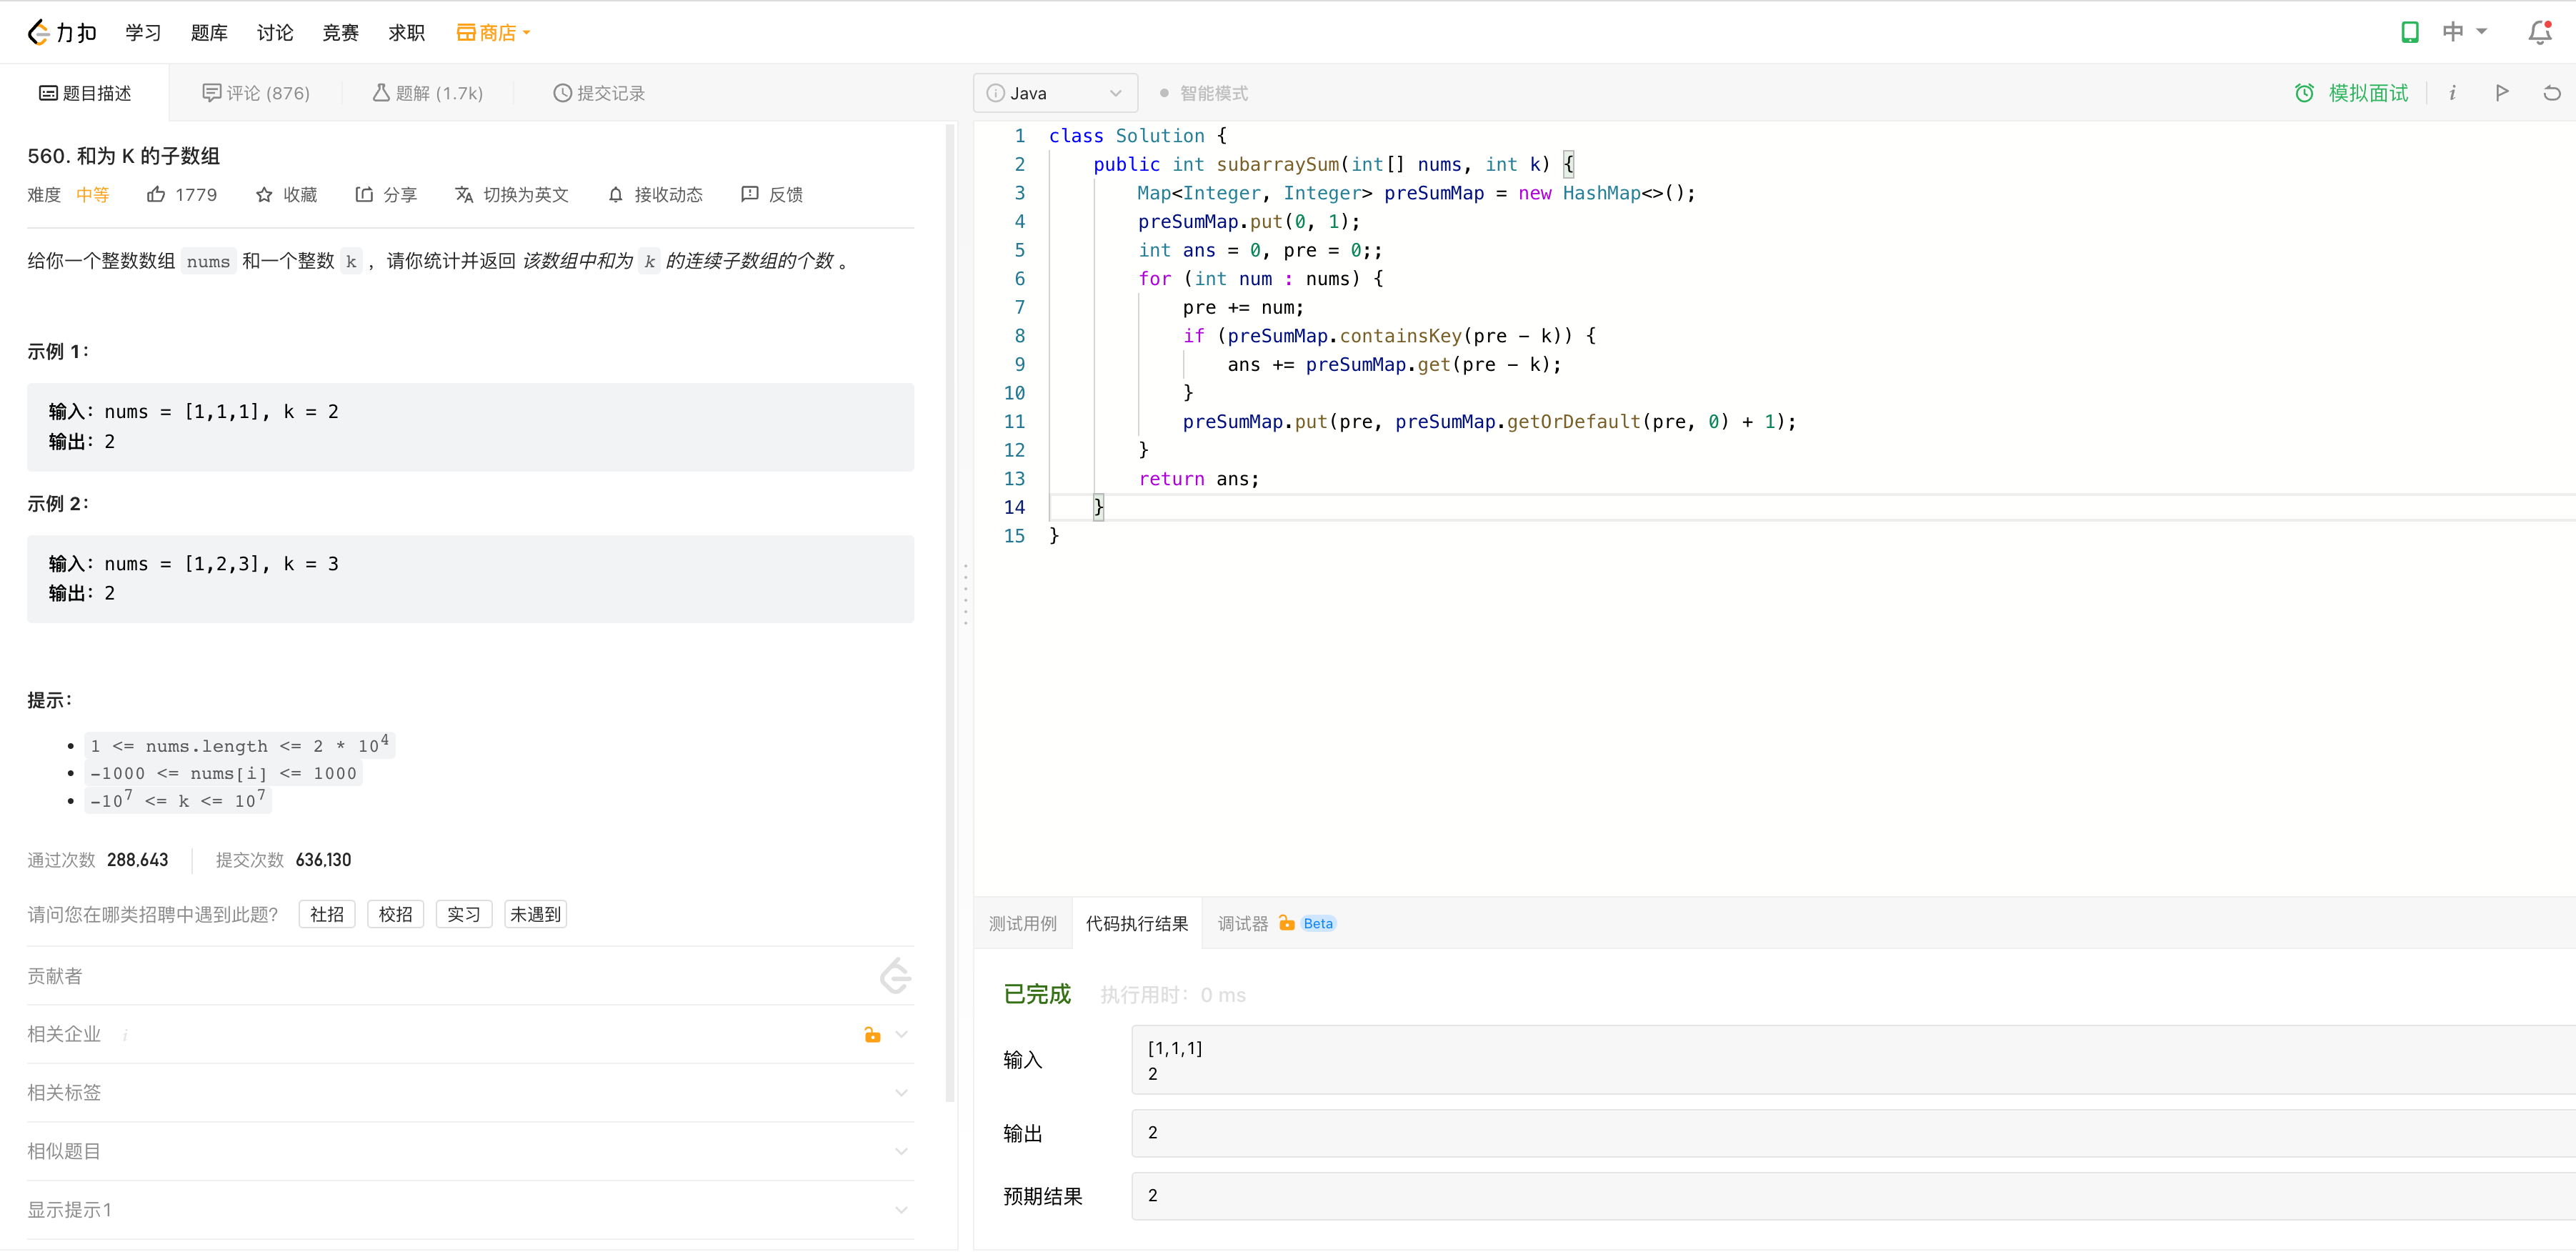 力扣 学习 题库 讨论 竞赛 求职 商店 中
题目描述 评论 (876) 题解 (1.7k) 提交记录
560. 和为 K 的子数组
难度 中等 1779 收藏 分享 切换为英文 接收动态 反馈
给你一个整数数组 nums 和一个整数 k ，请你统计并返回 该数组中和为 k 的连续子数组的个数 。
示例 1：
输入：nums = [1,1,1], k = 2
输出：2
示例 2：
输入：nums = [1,2,3], k = 3
输出：2
提示：
1 <= nums.length <= 2 * 10^4
-1000 <= nums[i] <= 1000
-10^7 <= k <= 10^7
通过次数 288,643 提交次数 636,130
请问您在哪类招聘中遇到此题? 社招 校招 实习 未遇到
贡献者
相关企业 i
相关标签
相似题目
显示提示1
Java 智能模式 模拟面试 i
1 class Solution {
2     public int subarraySum(int[] nums, int k) {
3         Map<Integer, Integer> preSumMap = new HashMap<>();
4         preSumMap.put(0, 1);
5         int ans = 0, pre = 0;;
6         for (int num : nums) {
7             pre += num;
8             if (preSumMap.containsKey(pre - k)) {
9                 ans += preSumMap.get(pre - k);
10             }
11             preSumMap.put(pre, preSumMap.getOrDefault(pre, 0) + 1);
12         }
13         return ans;
14     }
15 }
测试用例 代码执行结果 调试器 Beta
已完成 执行用时：0 ms
输入
[1,1,1]
2
输出 2
预期结果 2